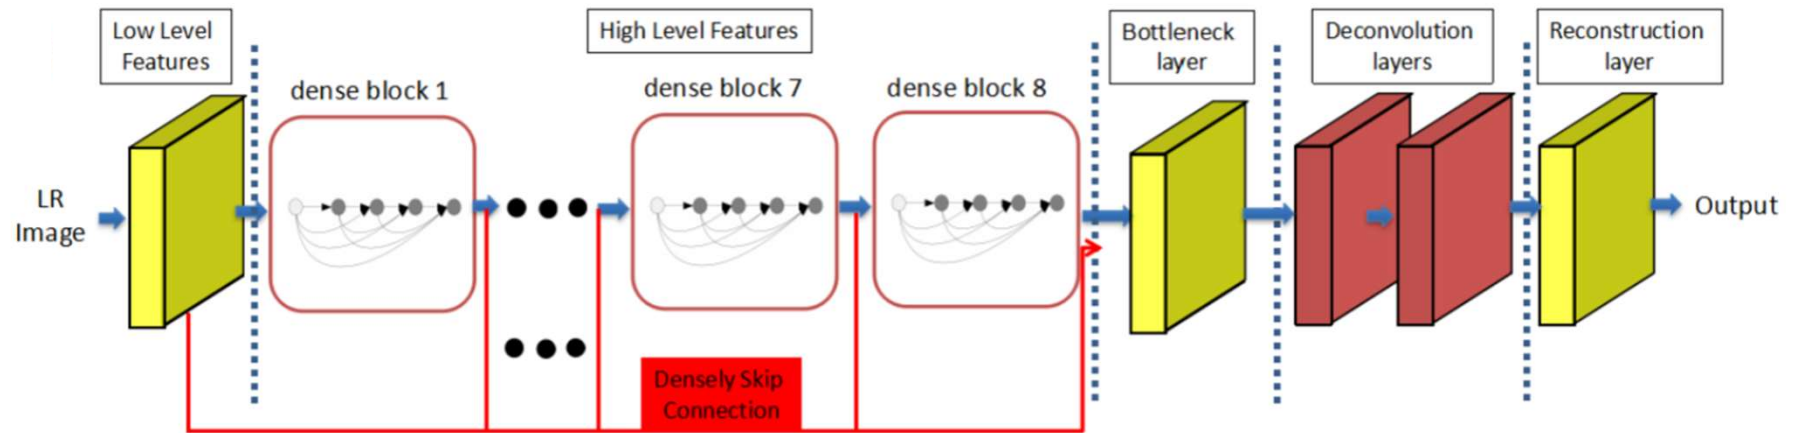 Low Level
Features
High Level Features
Bottleneck
layer
Deconvolution
layers
Reconstruction
layer
dense block 1
dense block 7
dense block 8
LR
Image
Output
Densely Skip
Connection